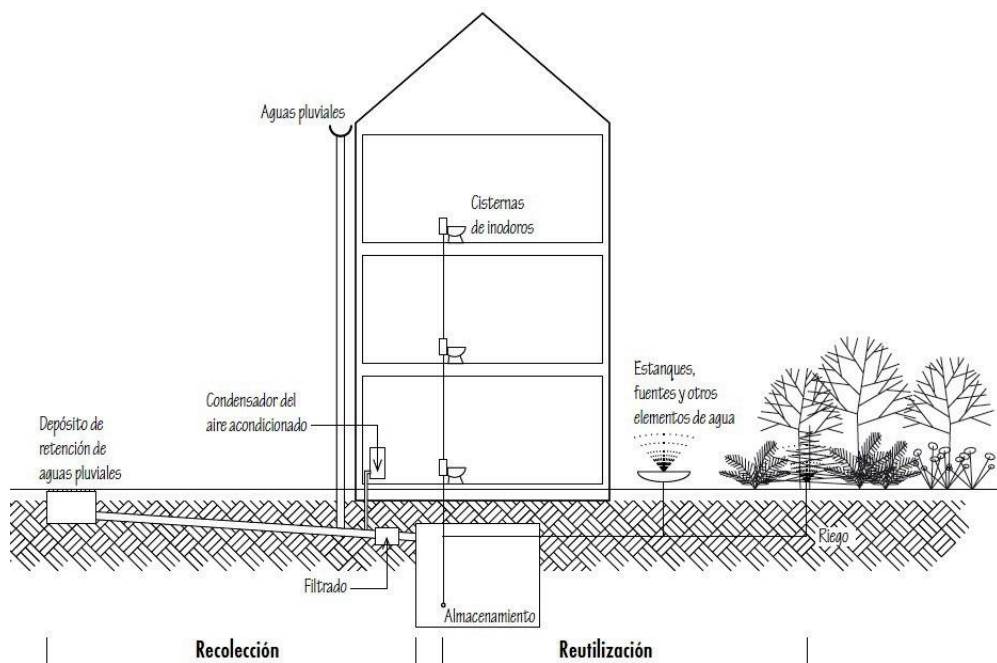 Aguas pluviales
Cisternas
de inodoros
Condensador del
aire acondicionado
Estanques,
fuentes y otros
elementos de agua
Depósito de
retención de
aguas pluviales
Riego
Filtrado
Almacenamiento
Recolección
Reutilización